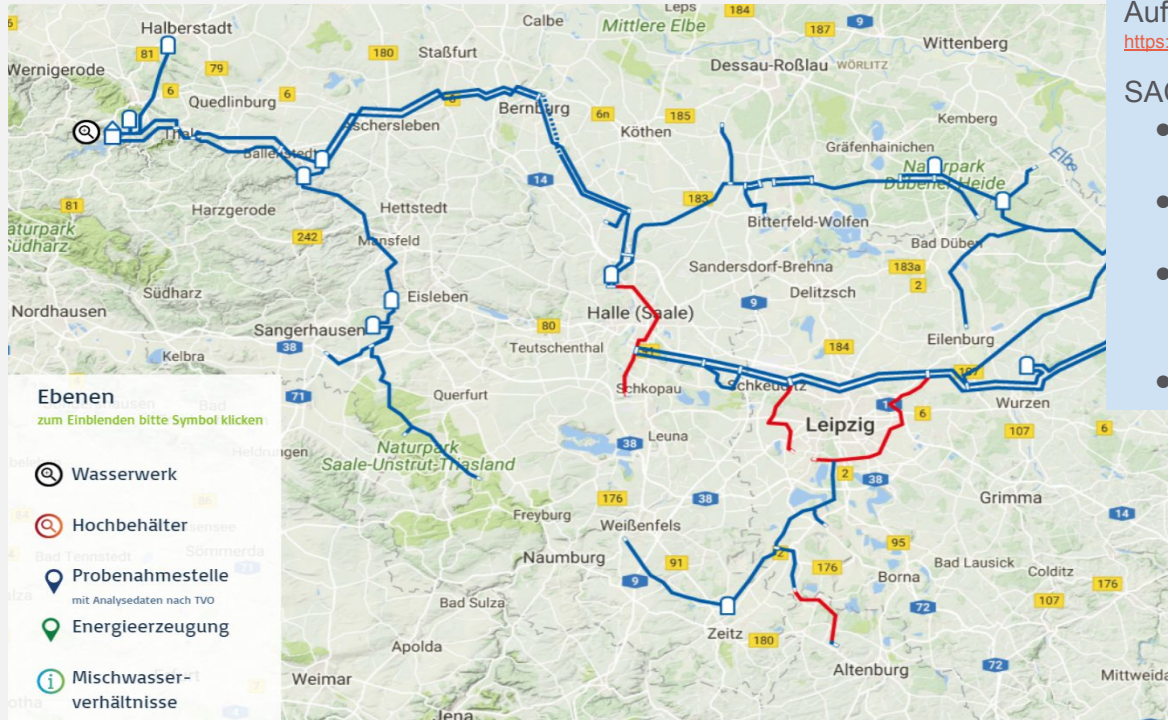 Leps
184
Calbe
Mittlere Elbe
187
9
Halberstadt
180
Staßfurt
Wittenberg
Dessau-Roßlau
WÖRLITZ
81
Wernigerode
79
6
Quedlinburg
6
6
Bernburg
6n
185
Köthen
Kemberg
Aschersleben
Thale
Ballenstedt
Gräfenhainichen
Elbe
Naturpark
Dübener Heide
14
183
81
Harzgerode
Hettstedt
Bitterfeld-Wolfen
aturpark
Südharz
242
Mansfeld
Bad Düben
Sandersdorf-Brehna
183a
2
Südharz
Eisleben
Delitzsch
9
Nordhausen
Halle (Saale)
Sangerhausen
80
Teutschenthal
184
Eilenburg
38
Kelbra
Schkopau
Schkeuditz
Wurzen
71
Querfurt
Leipzig
6
107
6
Leuna
38
Naturpark
Saale-Unstrut-Triasland
2
38
176
38
Grimma
14
Freyburg
Weißenfels
Naumburg
91
95
2
176
Bad Lausick
Colditz
176
9
Borna
107
Bad Sulza
72
Zeitz
180
Apolda
Altenburg
72
Weimar
Mittweida
Jena
Ebenen
zum Einblenden bitte Symbol klicken
Wasserwerk
Hochbehälter
Probenahmestelle
mit Analysedaten nach TVO
Energieerzeugung
Mischwasser-
verhältnisse
Auf
https: